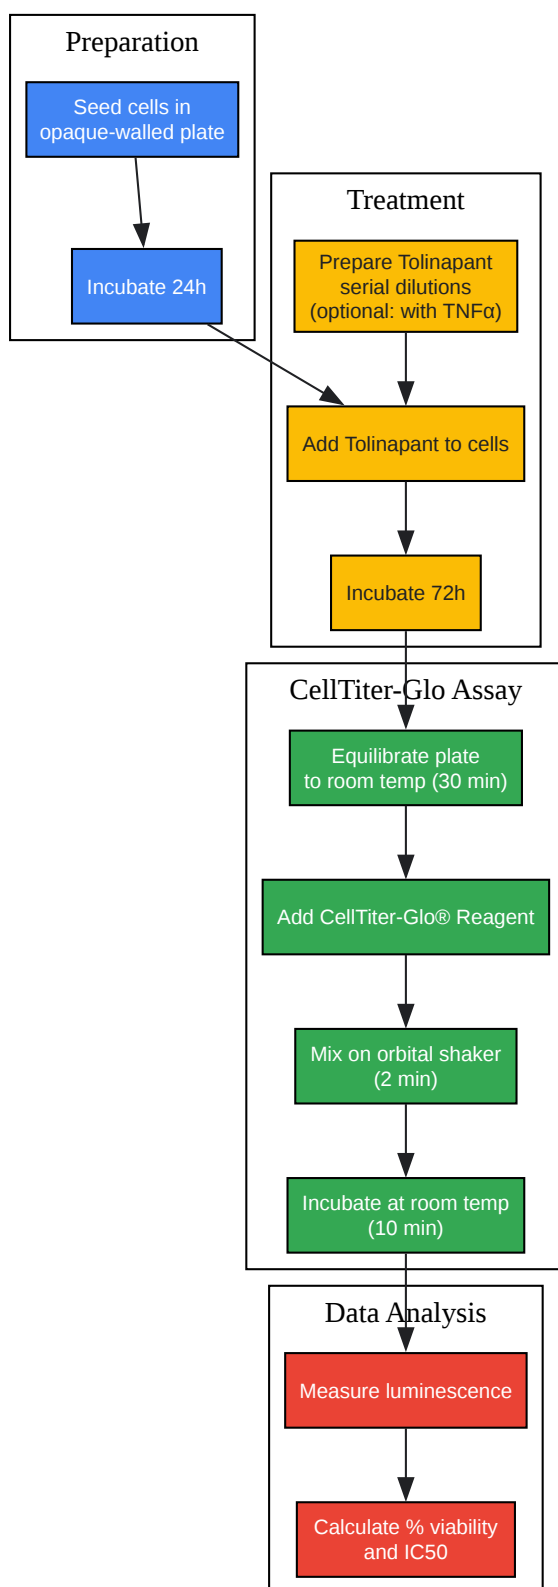 Preparation
Seed cells in
opaque-walled plate
Incubate 24h
Treatment
Prepare Tolinapant
serial dilutions
(optional: with TNFα)
Add Tolinapant to cells
Incubate 72h
CellTiter-Glo Assay
Equilibrate plate
to room temp (30 min)
Add CellTiter-Glo® Reagent
Mix on orbital shaker
(2 min)
Incubate at room temp
(10 min)
Data Analysis
Measure luminescence
Calculate % viability
and IC50